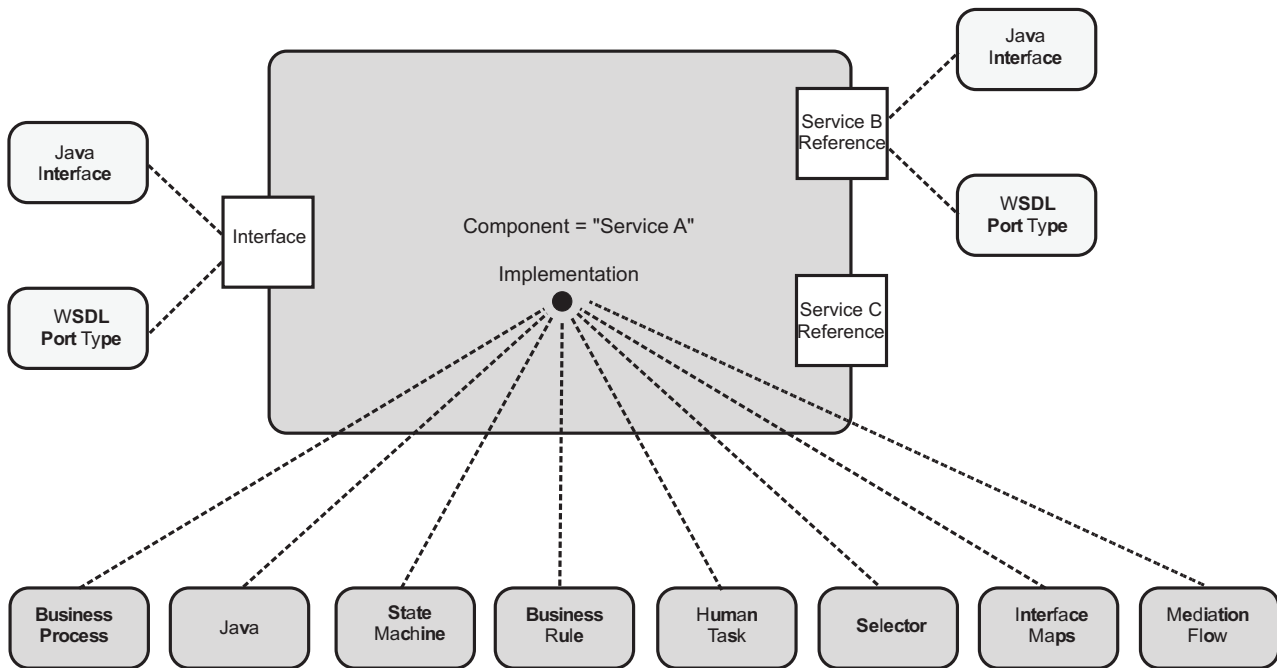 Java
Interface
Service B
Reference
Java
Interface
WSDL
Port Type
Interface
Component = "Service A"
Implementation
Service C
Reference
WSDL
Port Type
Business
Process
Java
State
Machine
Business
Rule
Human
Task
Selector
Interface
Maps
Mediation
Flow